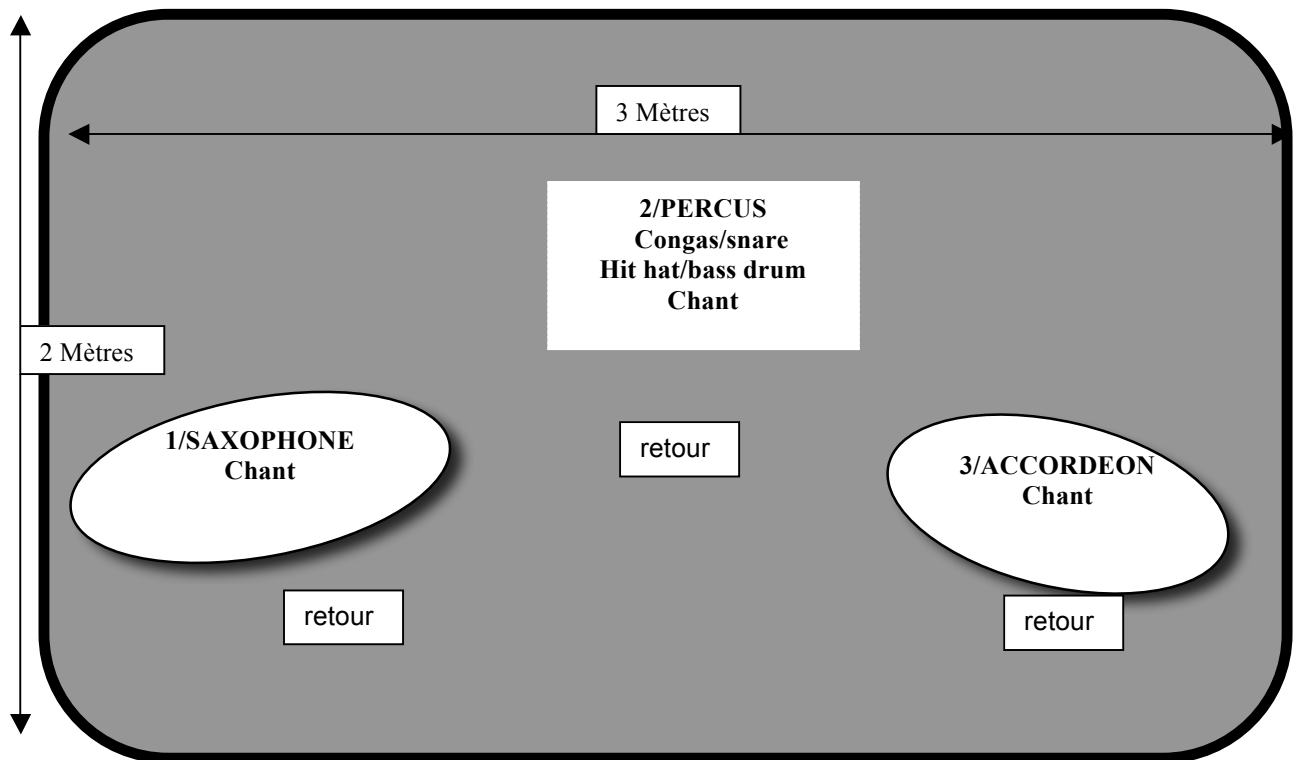 3 Mètres
2/PERCUS
Congas/snare
Hit hat/bass drum
Chant
2 Mètres
1/SAXOPHONE
Chant
retour
3/ACCORDEON
Chant
retour
retour